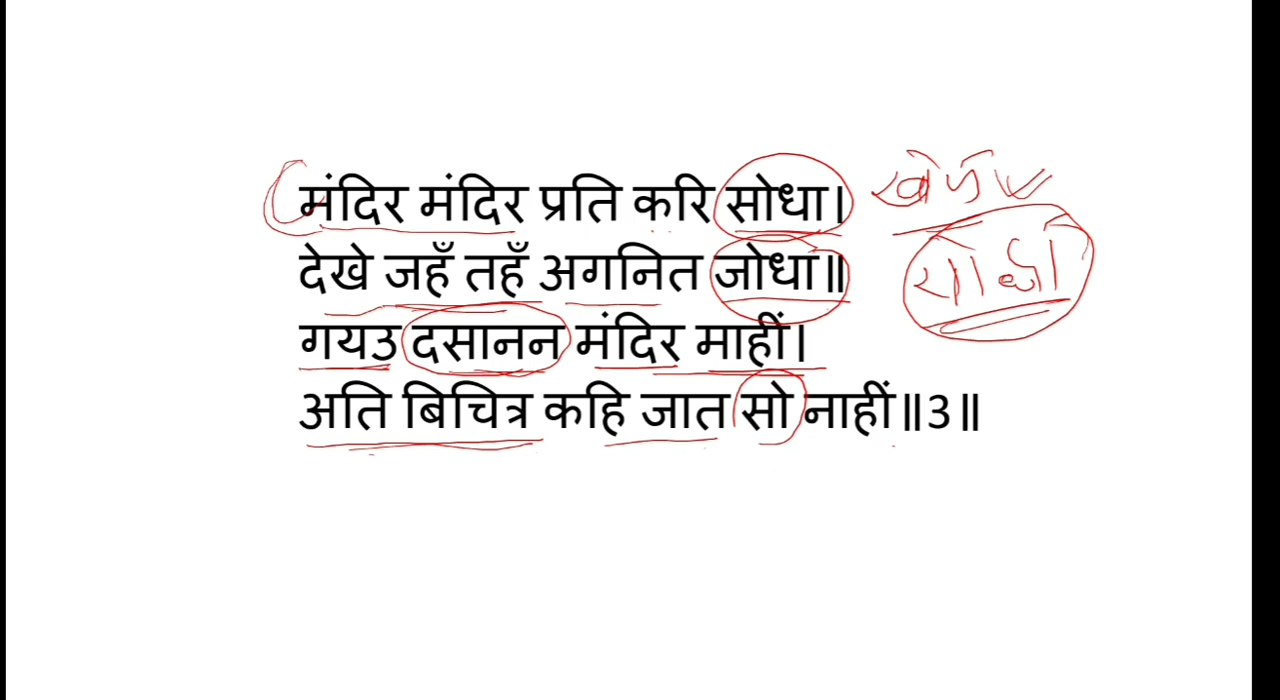 मंदिर मंदिर प्रति करि सोधा।
देखे जहँ तहँ अगनित जोधा॥
गयउ दसानन मंदिर माहीं।
अति बिचित्र कहि जात सो नाहीं॥3॥